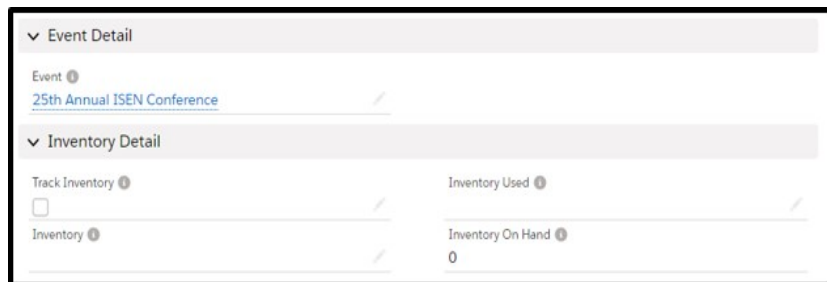 Event Detail
Event
25th Annual ISEN Conference
Inventory Detail
Track Inventory
Inventory Used
Inventory
Inventory On Hand
0